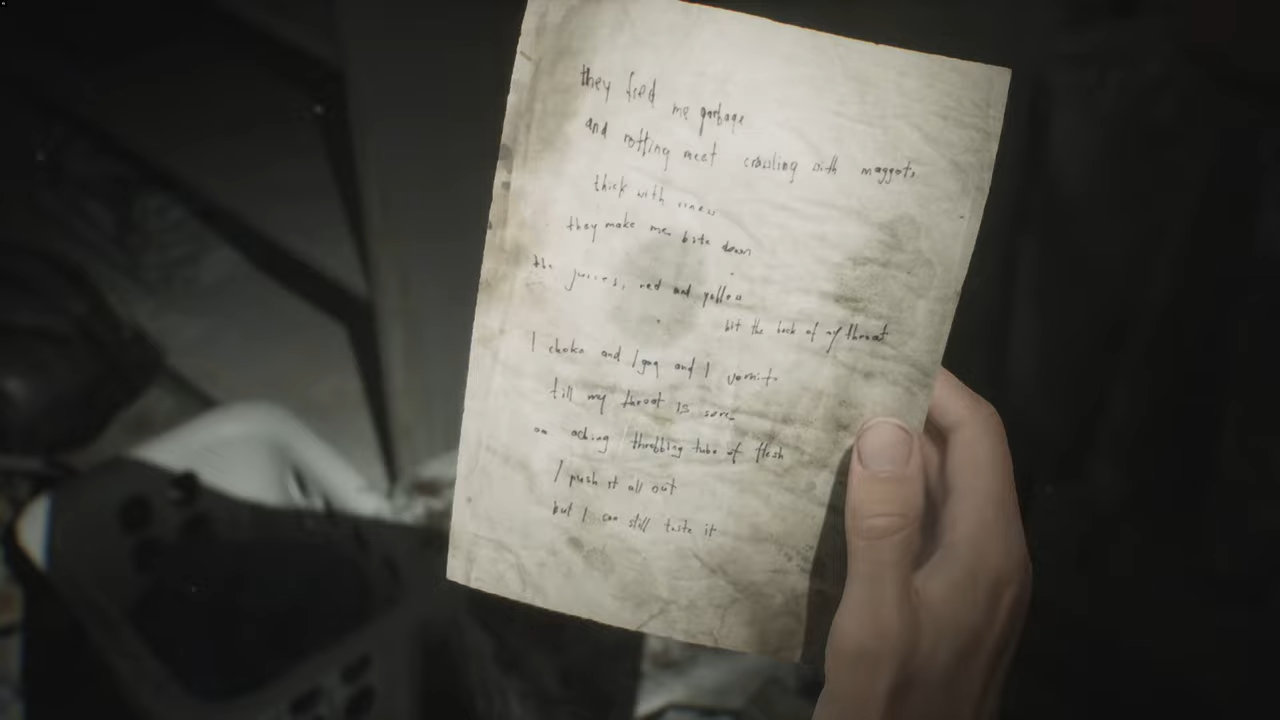 they feed me garbage
and rotting meat crawling with maggots
thick with
they make me bite down
the juices, red and yellow
hit the back of my throat
I choke and I gag and I vomit
till my throat is sore
an aching throbbing tube of flesh
I push it all out
but I can still taste it